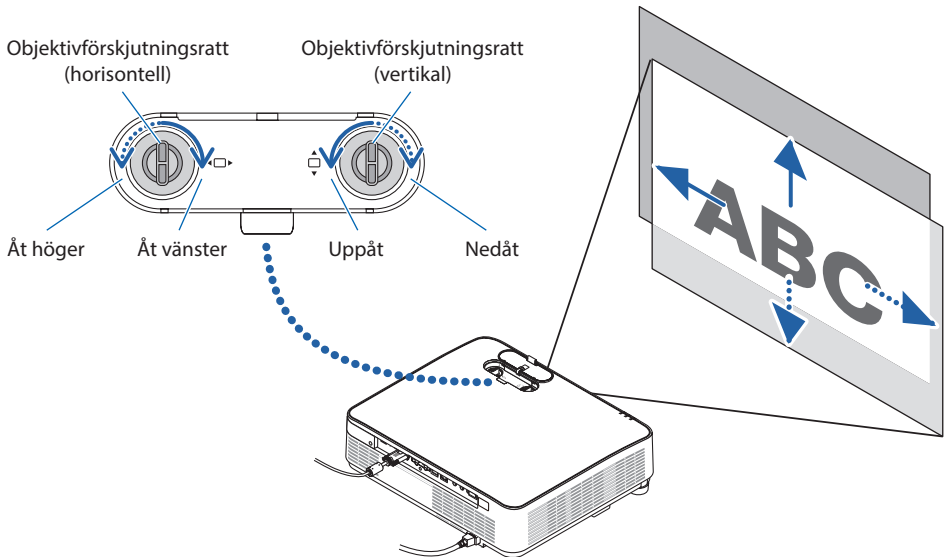 Objektivförskjutningsratt
(horisontell)
Objektivförskjutningsratt
(vertikal)
Åt höger
Åt vänster
Uppåt
Nedåt
ABC